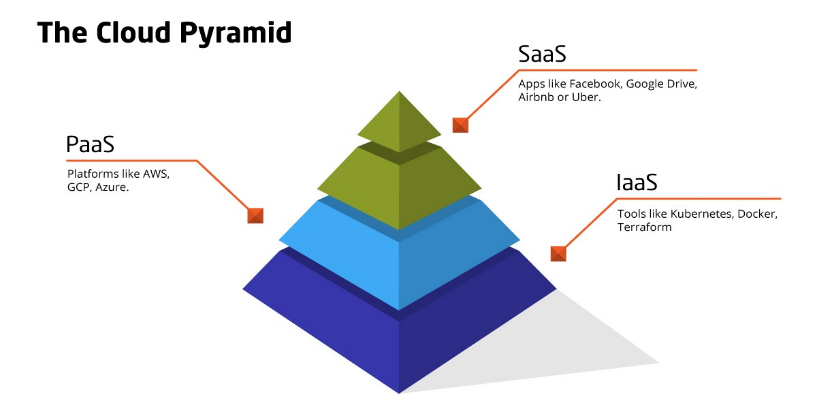 The Cloud Pyramid
SaaS
Apps like Facebook, Google Drive,
Airbnb or Uber.
PaaS
Platforms like AWS,
GCP, Azure.
IaaS
Tools like Kubernetes, Docker,
Terraform